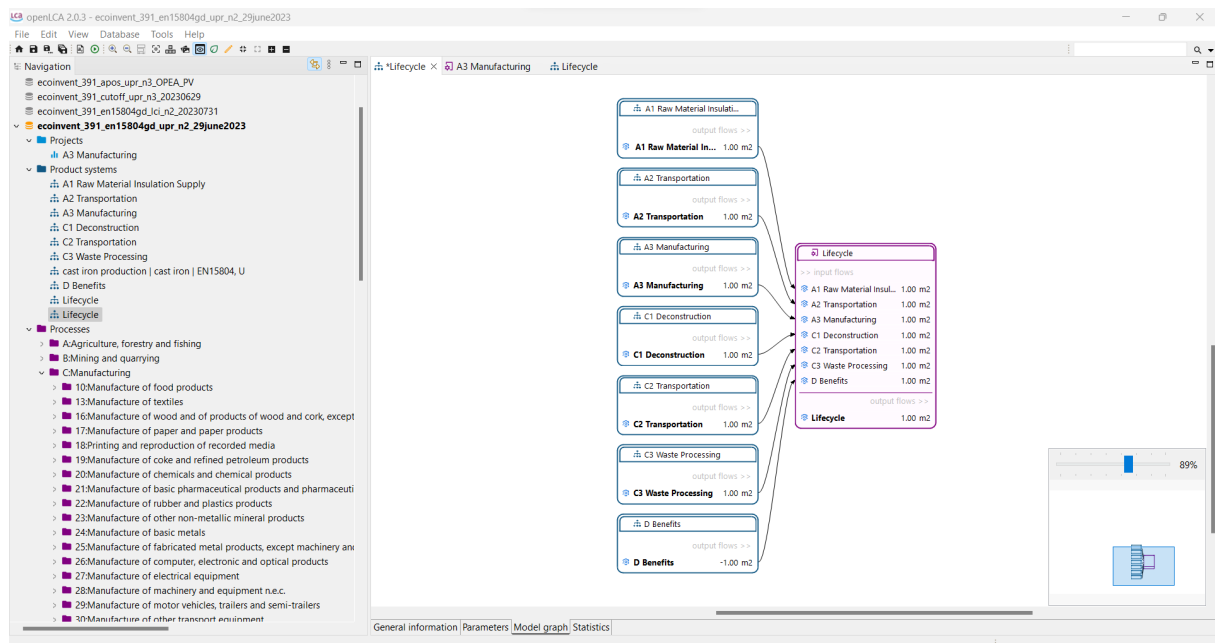 openLCA 2.0.3 - ecoinvent_391_en15804gd_upr_n2_29june2023
File Edit View Database Tools Help
Navigation
ecoinvent_391_apos_upr_n3_OPEA_PV
ecoinvent_391_cutoff_upr_n3_20230629
ecoinvent_391_en15804gd_lci_n2_20230731
ecoinvent_391_en15804gd_upr_n2_29june2023
Projects
A3 Manufacturing
Product systems
A1 Raw Material Insulation Supply
A2 Transportation
A3 Manufacturing
C1 Deconstruction
C2 Transportation
C3 Waste Processing
cast iron production | cast iron | EN15804, U
D Benefits
Lifecycle
Lifecycle
Processes
A:Agriculture, forestry and fishing
B:Mining and quarrying
C:Manufacturing
10:Manufacture of food products
13:Manufacture of textiles
16:Manufacture of wood and of products of wood and cork, except
17:Manufacture of paper and paper products
18:Printing and reproduction of recorded media
19:Manufacture of coke and refined petroleum products
20:Manufacture of chemicals and chemical products
21:Manufacture of basic pharmaceutical products and pharmaceuti
22:Manufacture of rubber and plastics products
23:Manufacture of other non-metallic mineral products
24:Manufacture of basic metals
25:Manufacture of fabricated metal products, except machinery an
26:Manufacture of computer, electronic and optical products
27:Manufacture of electrical equipment
28:Manufacture of machinery and equipment n.e.c.
29:Manufacture of motor vehicles, trailers and semi-trailers
30:Manufacture of other transport equipment
*Lifecycle A3 Manufacturing Lifecycle
A1 Raw Material Insulati...
output flows >>
A1 Raw Material In... 1.00 m2
A2 Transportation
output flows >>
A2 Transportation 1.00 m2
A3 Manufacturing
output flows >>
A3 Manufacturing 1.00 m2
C1 Deconstruction
output flows >>
C1 Deconstruction 1.00 m2
C2 Transportation
output flows >>
C2 Transportation 1.00 m2
C3 Waste Processing
output flows >>
C3 Waste Processing 1.00 m2
D Benefits
output flows >>
D Benefits -1.00 m2
Lifecycle
>> input flows
A1 Raw Material Insul... 1.00 m2
A2 Transportation 1.00 m2
A3 Manufacturing 1.00 m2
C1 Deconstruction 1.00 m2
C2 Transportation 1.00 m2
C3 Waste Processing 1.00 m2
D Benefits 1.00 m2
output flows >>
Lifecycle 1.00 m2
89%
General information Parameters Model graph Statistics